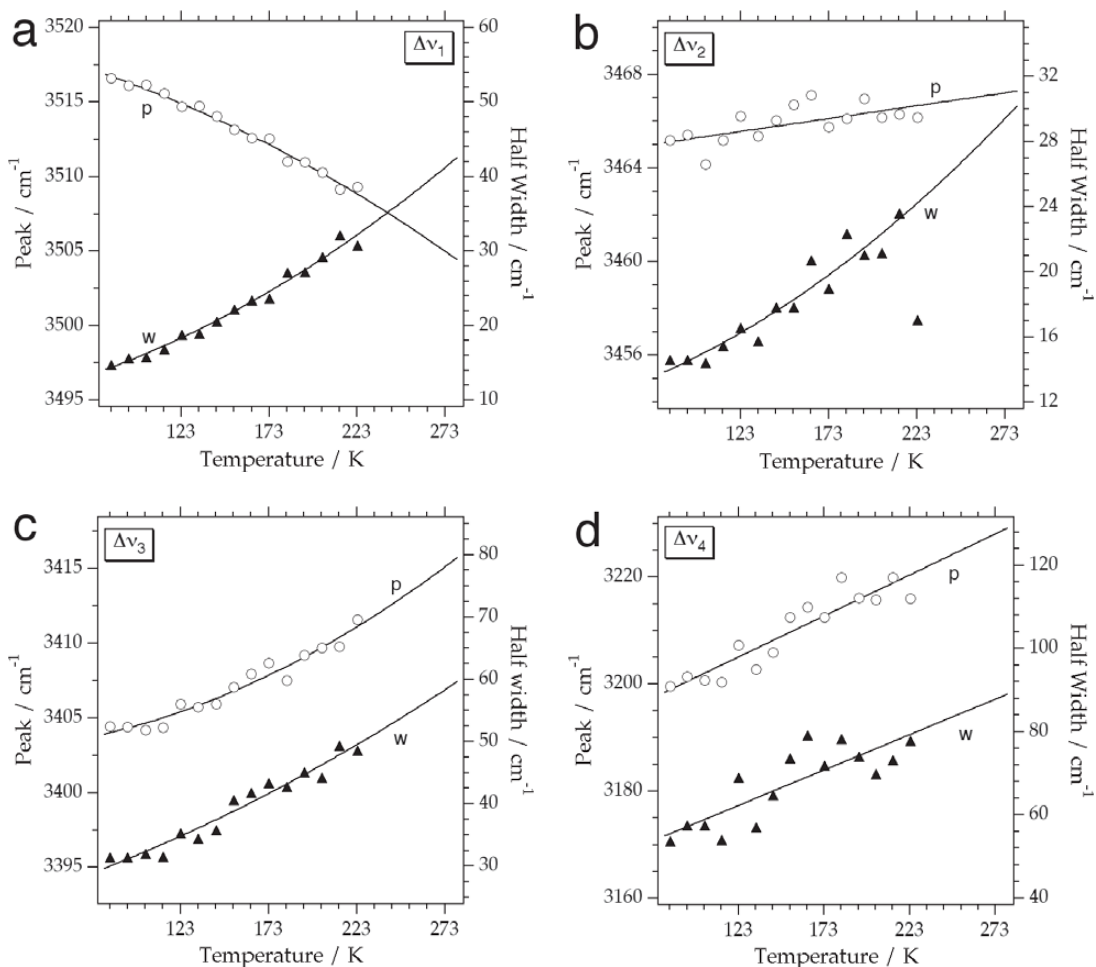 a
Δν1
3520
3515
3510
3505
3500
3495
Peak / cm-1
60
50
40
30
20
10
Half Width / cm-1
p
w
123
173
223
273
Temperature / K
b
Δν2
3468
3464
3460
3456
Peak / cm-1
32
28
24
20
16
12
Half Width / cm-1
p
w
123
173
223
273
Temperature / K
c
Δν3
3415
3410
3405
3400
3395
Peak / cm-1
80
70
60
50
40
30
Half width / cm-1
p
w
123
173
223
273
Temperature / K
d
Δν4
3220
3200
3180
3160
Peak / cm-1
120
100
80
60
40
Half Width / cm-1
p
w
123
173
223
273
Temperature / K